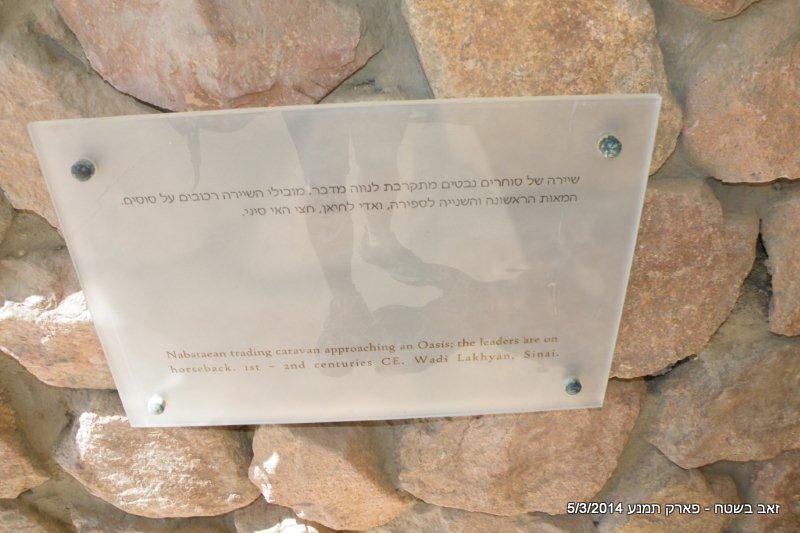 שיירה של סוחרים נבטים מתקרבת לנווה מדבר, מובילי השיירה רכובים על סוסים.
המאות הראשונה והשנייה לספירה, ואדי לחיאן, חצי האי סיני.
Nabataean trading caravan approaching an Oasis; the leaders are on
horseback. 1st – 2nd centuries CE, Wadi Lakhyan, Sinai.
זאב בשטח - פארק תמנע 5/3/2014